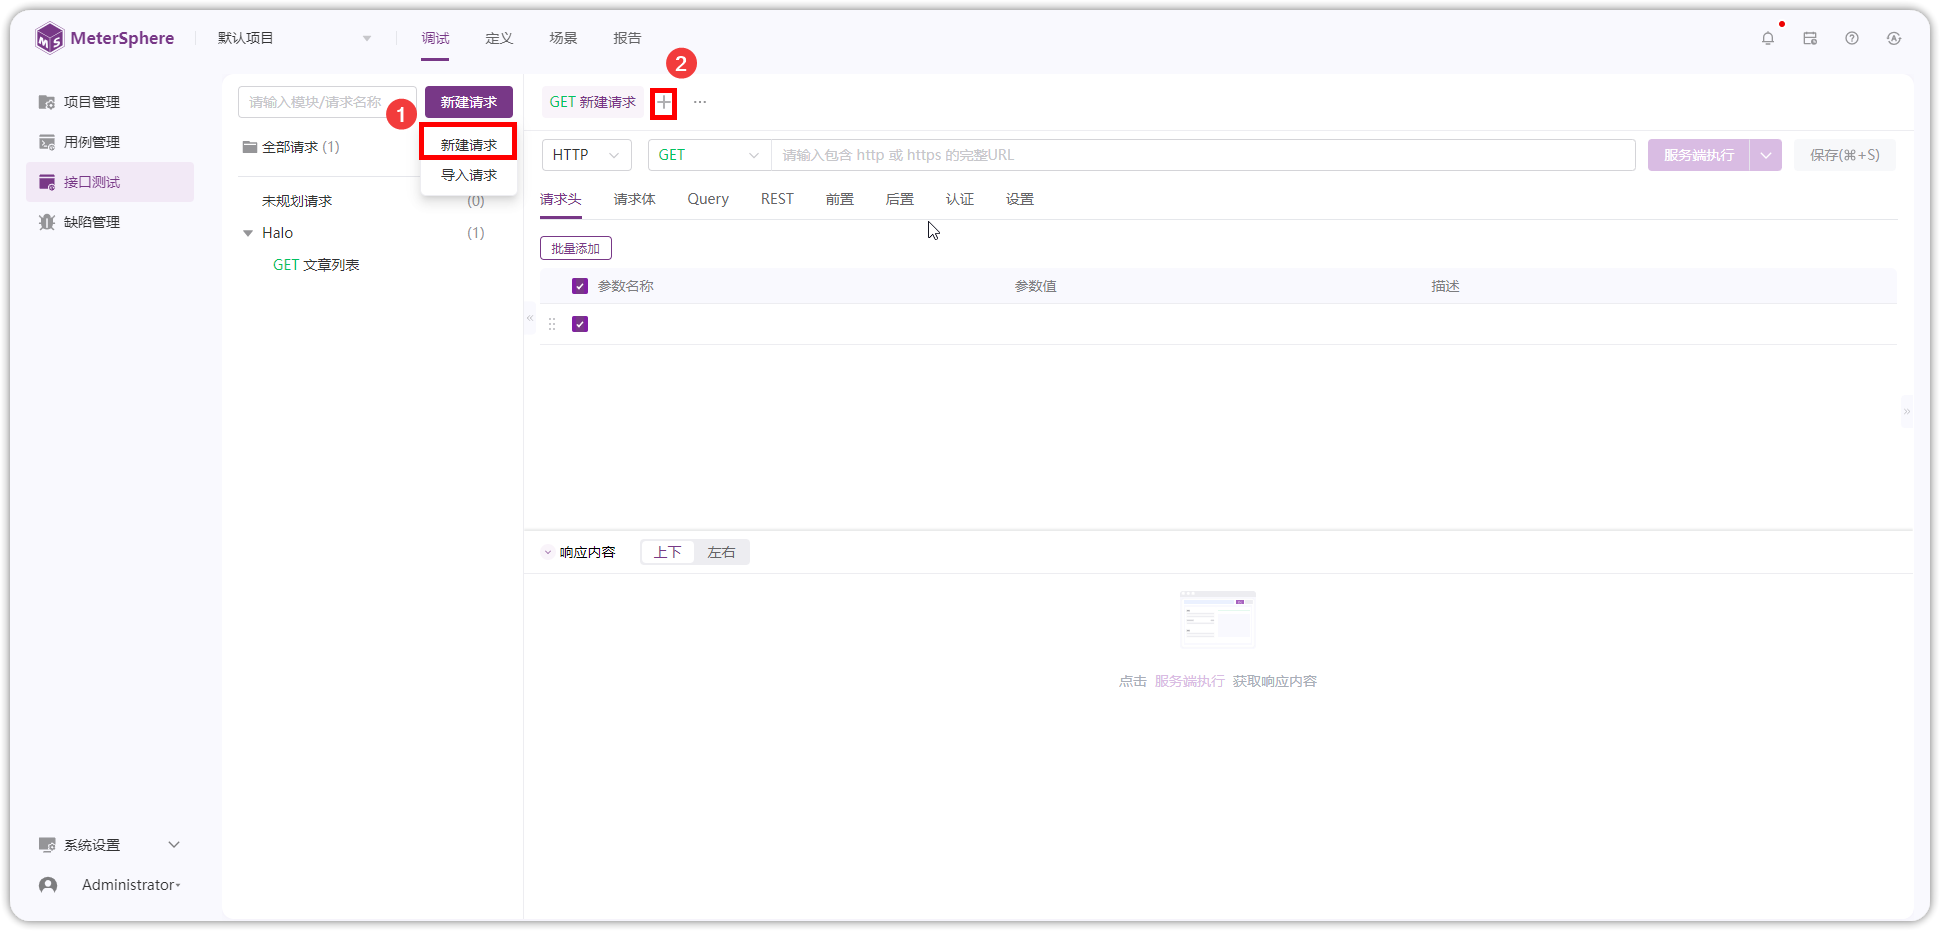 MeterSphere
默认项目
调试
定义
场景
报告
2
项目管理
用例管理
接口测试
缺陷管理
系统设置
Administrator
请输入模块/请求名称
新建请求
1
新建请求
导入请求
全部请求 (1)
未规划请求 (0)
Halo (1)
GET 文章列表
GET 新建请求
HTTP
GET
请输入包含 http 或 https 的完整URL
服务端执行
保存(⌘+S)
请求头
请求体
Query
REST
前置
后置
认证
设置
批量添加
参数名称
参数值
描述
响应内容
上下
左右
点击 服务端执行 获取响应内容